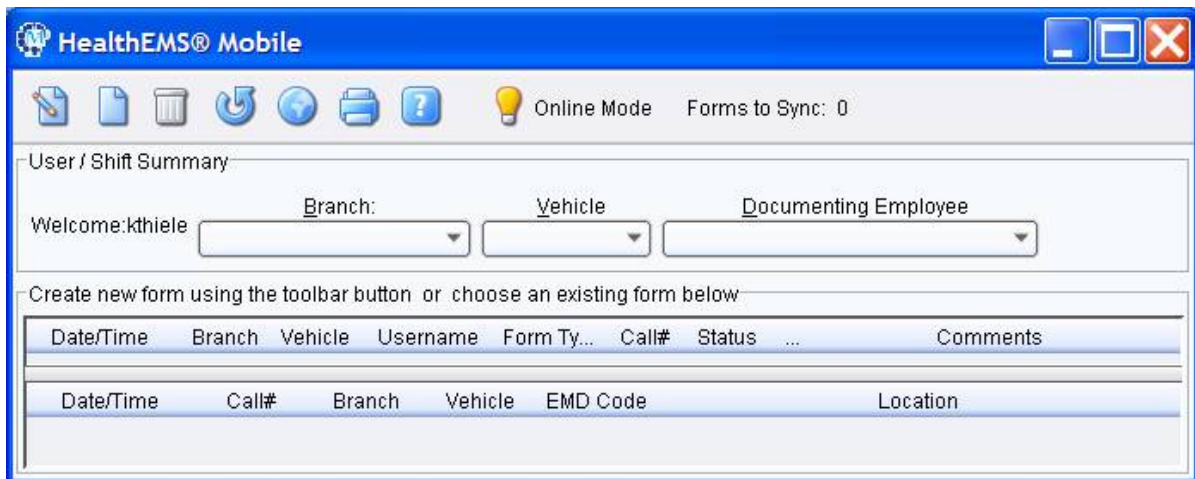 HealthEMS® Mobile
? Online Mode Forms to Sync: 0
User / Shift Summary
Branch: Vehicle Documenting Employee
Welcome:kthiele
Create new form using the toolbar button or choose an existing form below
Date/Time Branch Vehicle Username Form Ty... Call# Status ... Comments
Date/Time Call# Branch Vehicle EMD Code Location